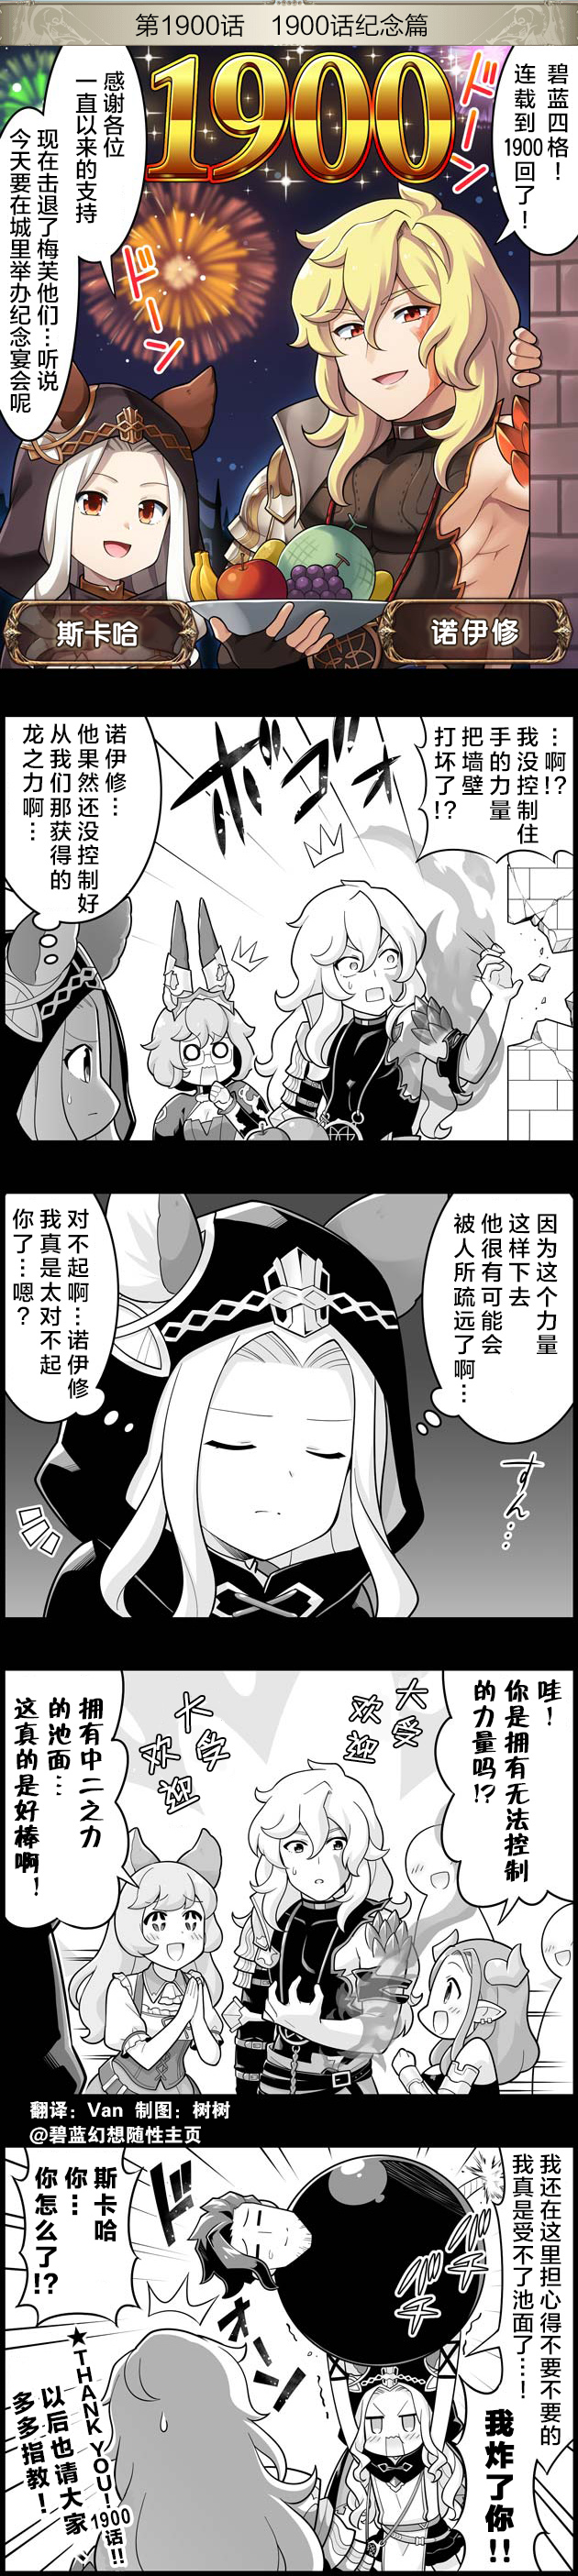 第1900话　1900话纪念篇
1900
碧蓝四格！
连载到
1900
回了！
ドーン
感谢各位
一直以来的支持
现在击退了梅芙他们…听说
今天要在城里举办纪念宴会呢
ドーン
斯卡哈
诺伊修
…啊!?
我没控制住
手的力量
把墙壁
打坏了!?
ボゴォッ
诺伊修…
他果然还没控制好
从我们那获得的
龙之力啊…
因为这个力量
这样下去
他很有可能会
被人所疏远了啊…
すん…
对不起啊…诺伊修
我真是太对不起
你了…嗯？
哇！
你是拥有无法控制
的力量吗!?
大受
欢迎
大受
欢迎
拥有中二之力
的池面…
这真的是好棒啊！
翻译：Van 制图：树树
@碧蓝幻想随性主页
我还在这里担心得不要不要的
我真是受不了池面了…！
我炸了你!!
ドッ
オオッ
斯卡哈
你…
你怎么了!?
★THANK YOU! 1900话!!
以后也请大家
多多指教！